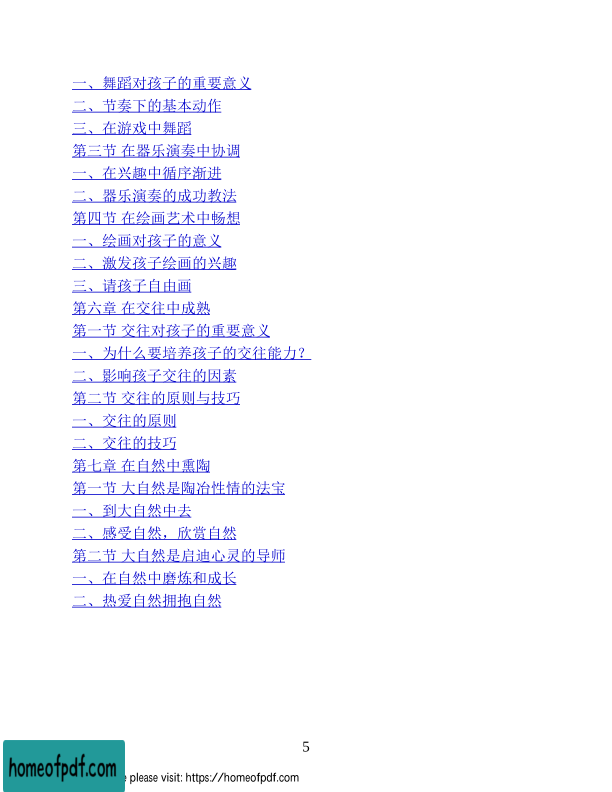 一、舞蹈对孩子的重要意义
二、节奏下的基本动作
三、在游戏中舞蹈
第三节 在器乐演奏中协调
一、在兴趣中循序渐进
二、器乐演奏的成功教法
第四节 在绘画艺术中畅想
一、绘画对孩子的意义
二、激发孩子绘画的兴趣
三、请孩子自由画
第六章 在交往中成熟
第一节 交往对孩子的重要意义
一、为什么要培养孩子的交往能力？
二、影响孩子交往的因素
第二节 交往的原则与技巧
一、交往的原则
二、交往的技巧
第七章 在自然中熏陶
第一节 大自然是陶冶性情的法宝
一、到大自然中去
二、感受自然，欣赏自然
第二节 大自然是启迪心灵的导师
一、在自然中磨炼和成长
二、热爱自然拥抱自然
5
homeofpdf.com
please visit: https://homeofpdf.com